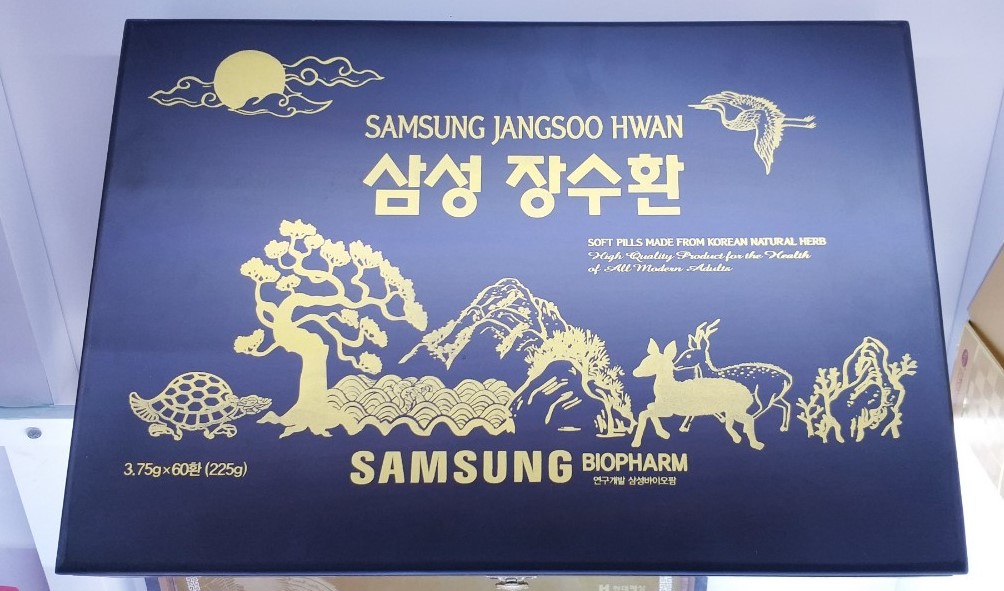 SAMSUNG JANGSOO HWAN
삼성 장수환
SOFT PILLS MADE FROM KOREAN NATURAL HERB
High Quality Product for the Health
of All Modern Adults
3.75g×60환 (225g)
SAMSUNG BIOPHARM
연구개발 삼성바이오팜